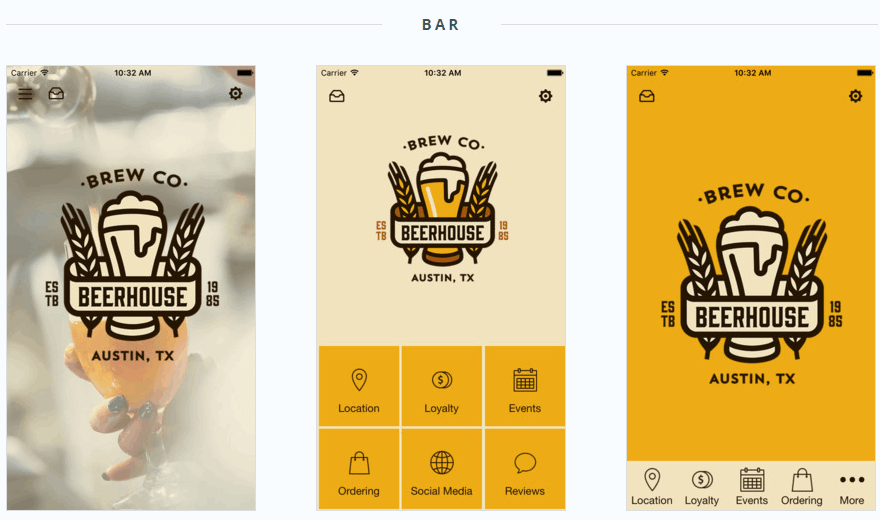 BAR
Carrier 10:32 AM
·BREW CO.·
ES TB
BEERHOUSE
19 85
AUSTIN, TX
Carrier 10:32 AM
·BREW CO.·
ES TB
BEERHOUSE
19 85
AUSTIN, TX
Location Loyalty Events
Ordering Social Media Reviews
Carrier 10:32 AM
·BREW CO.·
ES TB
BEERHOUSE
19 85
AUSTIN, TX
Location Loyalty Events Ordering More